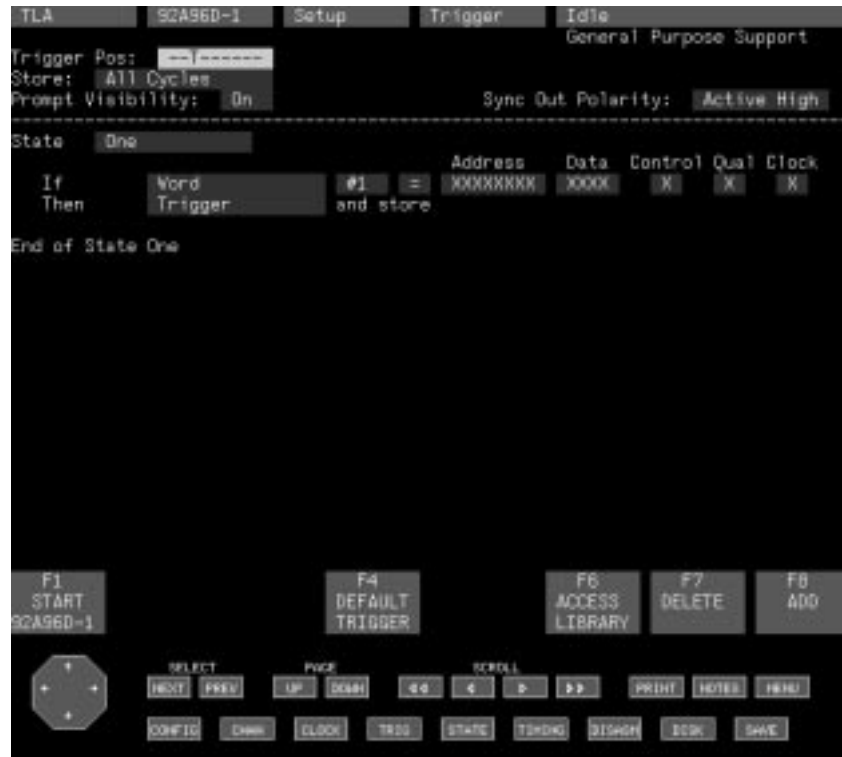 TLA 92A96D-1 Setup Trigger Idle
General Purpose Support
Trigger Pos: --T------
Store: All Cycles
Prompt Visibility: On Sync Out Polarity: Active High
State One
Address Data Control Qual Clock
If Word #1 = XXXXXXXX XXXX X X X
Then Trigger and store
End of State One
F1 F4 F6 F7 F8
START DEFAULT ACCESS DELETE ADD
92A96D-1 TRIGGER LIBRARY
SELECT PAGE SCROLL
NEXT PREV UP DOWN PRINT NOTES MENU
CONFIG CHAN CLOCK TRIG STATE TIMING DISASM DISK SAVE